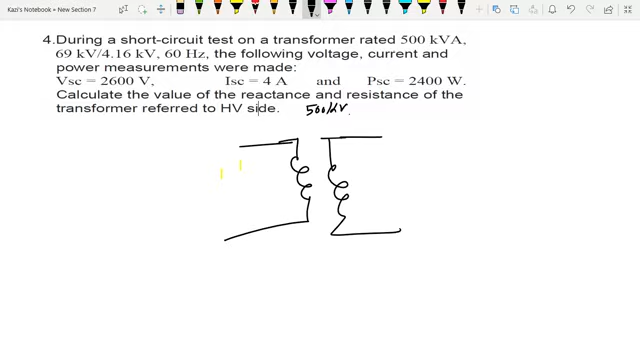 Kazi's Notebook » New Section 7
4. During a short-circuit test on a transformer rated 500 kVA,
69 kV/4.16 kV, 60 Hz, the following voltage, current and
power measurements were made:
Vsc = 2600 V, Isc = 4 A and Psc = 2400 W.
Calculate the value of the reactance and resistance of the
transformer referred to HV side. 500kV.